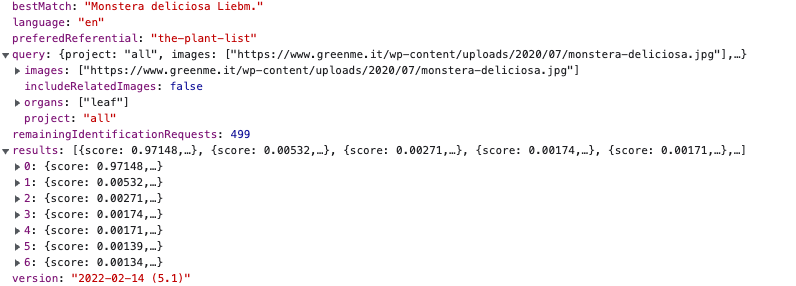 bestMatch: "Monstera deliciosa Liebm."
language: "en"
preferedReferential: "the-plant-list"
▼query: {project: "all", images: ["https://www.greenme.it/wp-content/uploads/2020/07/monstera-deliciosa.jpg"],…}
▶images: ["https://www.greenme.it/wp-content/uploads/2020/07/monstera-deliciosa.jpg"]
includeRelatedImages: false
▶organs: ["leaf"]
project: "all"
remainingIdentificationRequests: 499
▼results: [{score: 0.97148,…}, {score: 0.00532,…}, {score: 0.00271,…}, {score: 0.00174,…}, {score: 0.00171,…},…]
▶0: {score: 0.97148,…}
▶1: {score: 0.00532,…}
▶2: {score: 0.00271,…}
▶3: {score: 0.00174,…}
▶4: {score: 0.00171,…}
▶5: {score: 0.00139,…}
▶6: {score: 0.00134,…}
version: "2022-02-14 (5.1)"